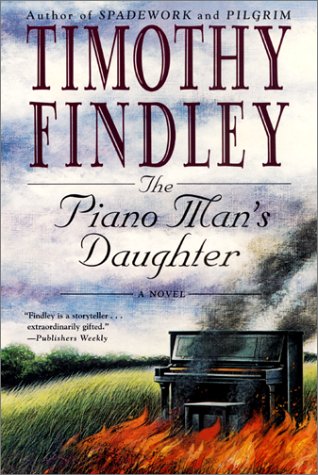 Author of SPADEWORK and PILGRIM
TIMOTHY
FINDLEY
The
Piano Man's
Daughter
A NOVEL
"Findley is a storyteller . . .
extraordinarily gifted."
—Publishers Weekly